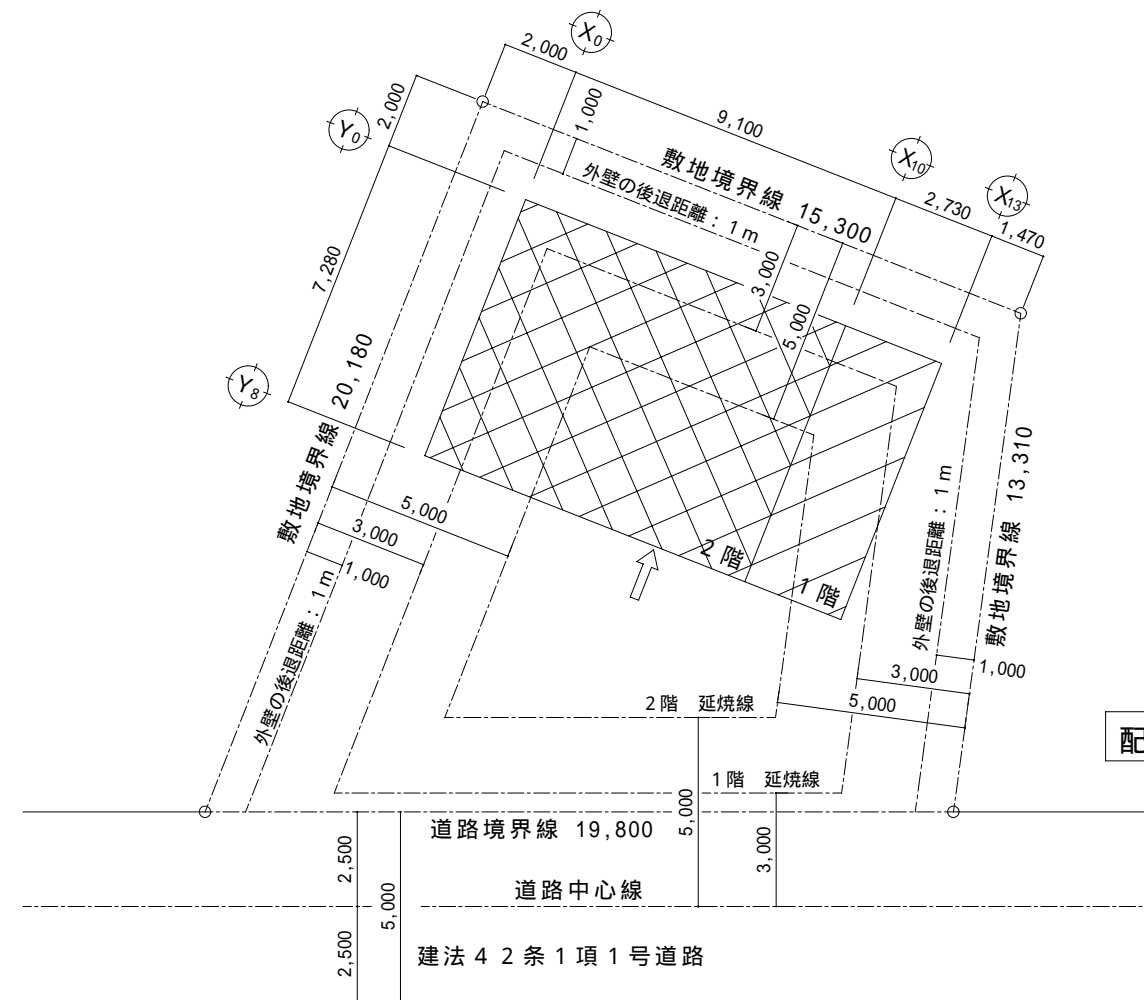 X0
2,000
Y0
2,000
1,000
9,100
X10
2,730
X13
1,470
敷地境界線 15,300
外壁の後退距離：1m
3,000
5,000
7,280
Y8
敷地境界線 20,180
5,000
3,000
1,000
外壁の後退距離：1m
2階
1階
敷地境界線 13,310
外壁の後退距離：1m
1,000
3,000
5,000
2階 延焼線
1階 延焼線
配
道路境界線 19,800
5,000
3,000
2,500
5,000
道路中心線
2,500
建法42条1項1号道路